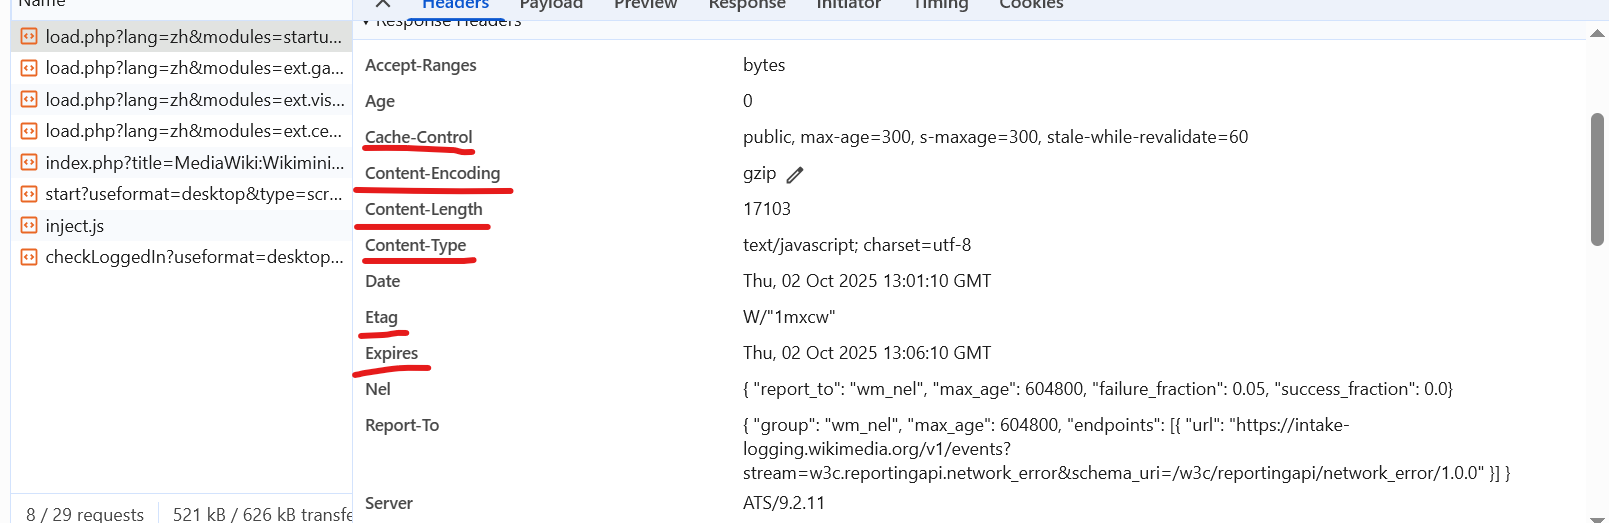 Name
Headers Payload Preview Response Initiator Timing Cookies
Response Headers
load.php?lang=zh&modules=startu...
load.php?lang=zh&modules=ext.ga...
load.php?lang=zh&modules=ext.vis...
load.php?lang=zh&modules=ext.ce...
index.php?title=MediaWiki:Wikimini...
start?useformat=desktop&type=scr...
inject.js
checkLoggedIn?useformat=desktop...
8 / 29 requests 521 kB / 626 kB transfe
Accept-Ranges bytes
Age 0
Cache-Control public, max-age=300, s-maxage=300, stale-while-revalidate=60
Content-Encoding gzip
Content-Length 17103
Content-Type text/javascript; charset=utf-8
Date Thu, 02 Oct 2025 13:01:10 GMT
Etag W/"1mxcw"
Expires Thu, 02 Oct 2025 13:06:10 GMT
Nel { "report_to": "wm_nel", "max_age": 604800, "failure_fraction": 0.05, "success_fraction": 0.0}
Report-To { "group": "wm_nel", "max_age": 604800, "endpoints": [{ "url": "https://intake-
logging.wikimedia.org/v1/events?
stream=w3c.reportingapi.network_error&schema_uri=/w3c/reportingapi/network_error/1.0.0" }] }
Server ATS/9.2.11